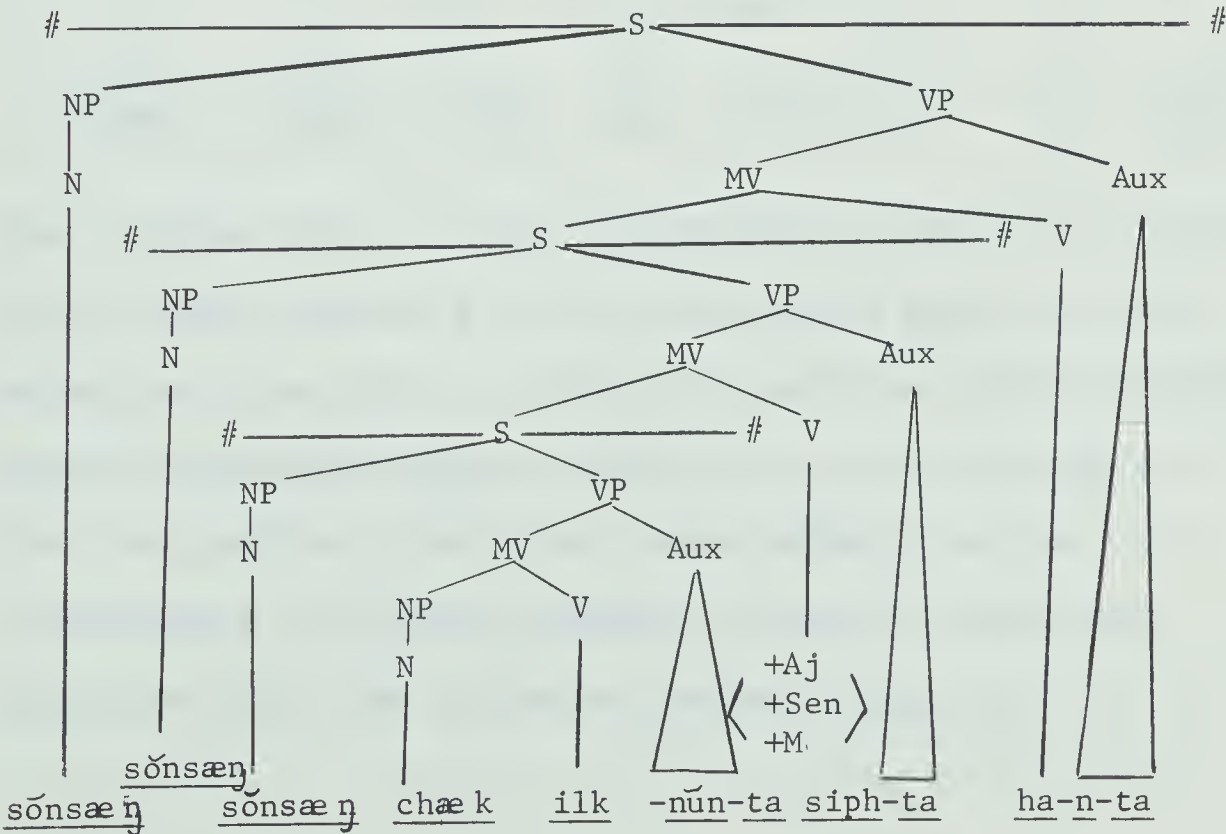 # S #
NP VP
N MV Aux
# S # V
NP VP
N MV Aux
# S # V
NP VP
N MV Aux
NP V
N
+Aj
+Sen
+M
sŏnsæŋ
sŏnsæŋ sŏnsæŋ chæk ilk -nŭn-ta siph-ta ha-n-ta